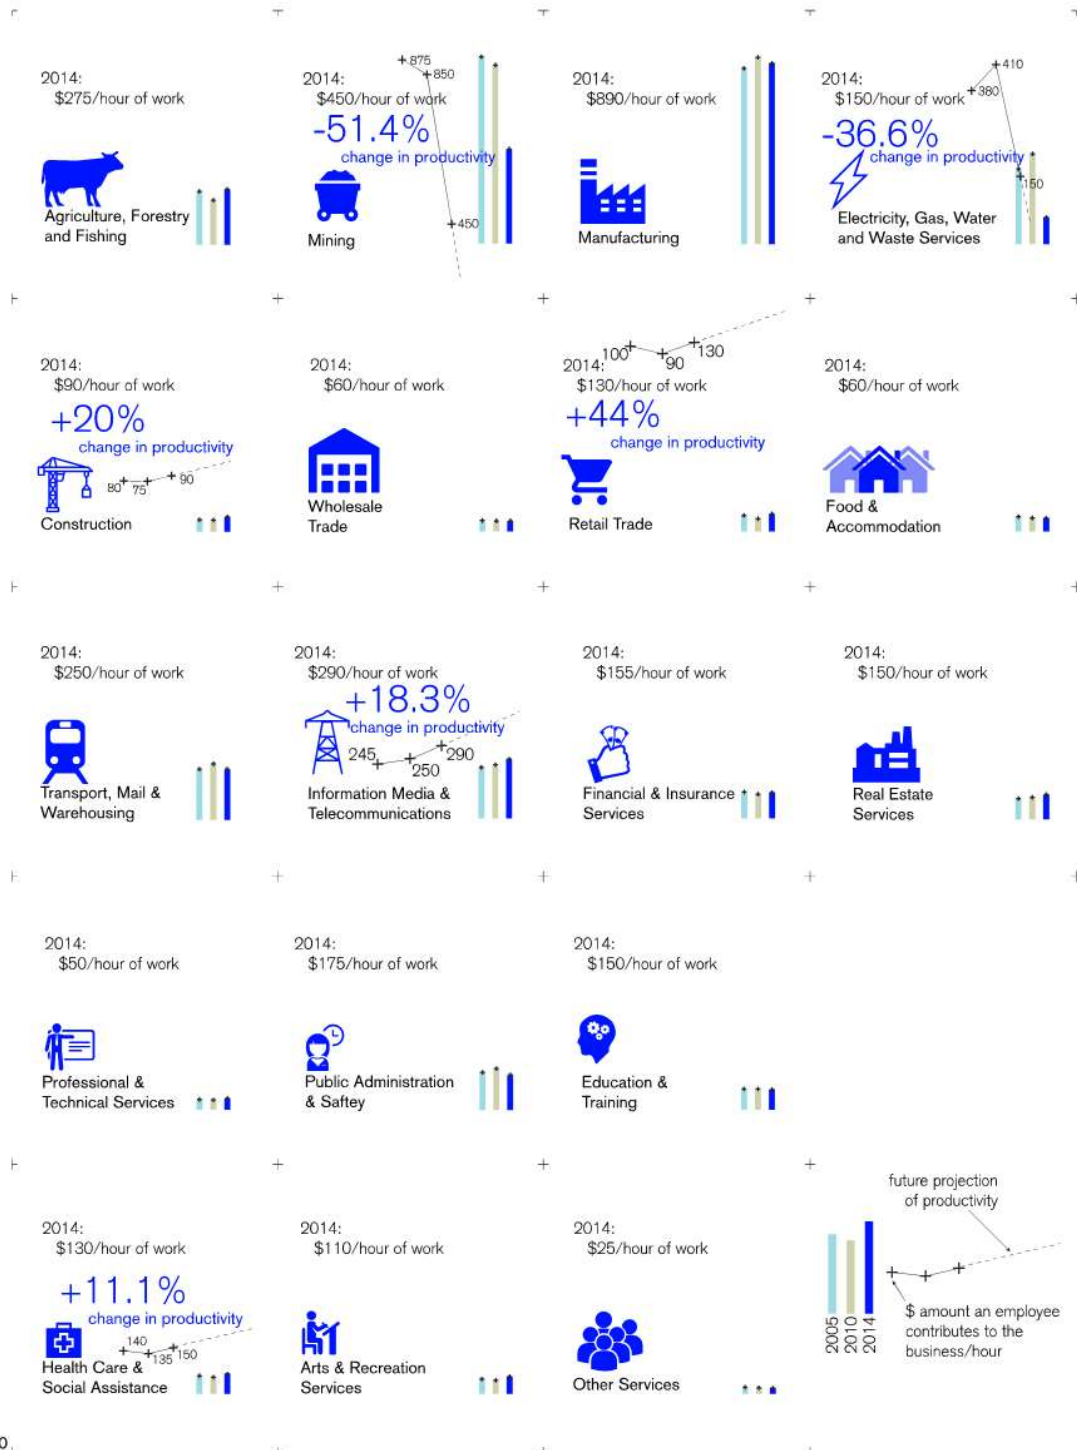 2014:
$275/hour of work
Agriculture, Forestry
and Fishing
2014:
$450/hour of work
875
850
-51.4%
change in productivity
450
Mining
2014:
$890/hour of work
Manufacturing
2014:
$150/hour of work
410
380
-36.6%
change in productivity
150
Electricity, Gas, Water
and Waste Services
2014:
$90/hour of work
+20%
change in productivity
80
75
90
Construction
2014:
$60/hour of work
Wholesale
Trade
100
90
130
2014:
$130/hour of work
+44%
change in productivity
Retail Trade
2014:
$60/hour of work
Food &
Accommodation
2014:
$250/hour of work
Transport, Mail &
Warehousing
2014:
$290/hour of work
+18.3%
change in productivity
245
250
290
Information Media &
Telecommunications
2014:
$155/hour of work
Financial & Insurance
Services
2014:
$150/hour of work
Real Estate
Services
2014:
$50/hour of work
Professional &
Technical Services
2014:
$175/hour of work
Public Administration
& Saftey
2014:
$150/hour of work
Education &
Training
2014:
$130/hour of work
+11.1%
change in productivity
140
135
150
Health Care &
Social Assistance
2014:
$110/hour of work
Arts & Recreation
Services
2014:
$25/hour of work
Other Services
future projection
of productivity
$ amount an employee
contributes to the
business/hour
2005
2010
2014
0